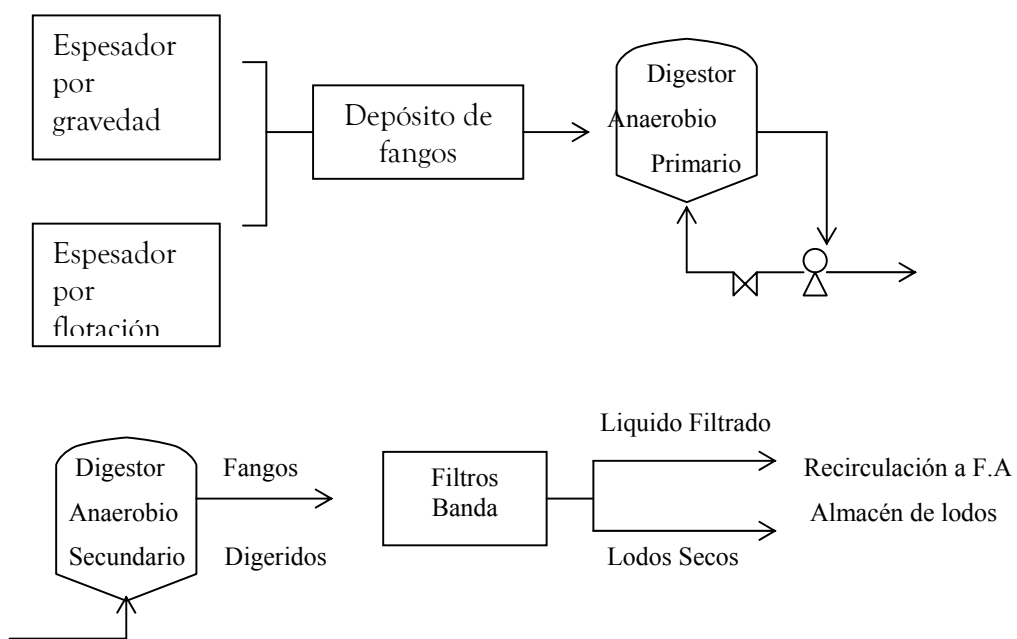 Espesador
por
gravedad
Depósito de
fangos
Digestor
Anaerobio
Primario
Espesador
por
flotación
Digestor
Anaerobio
Secundario
Fangos
Digeridos
Filtros
Banda
Liquido Filtrado
Lodos Secos
Recirculación a F.A
Almacén de lodos